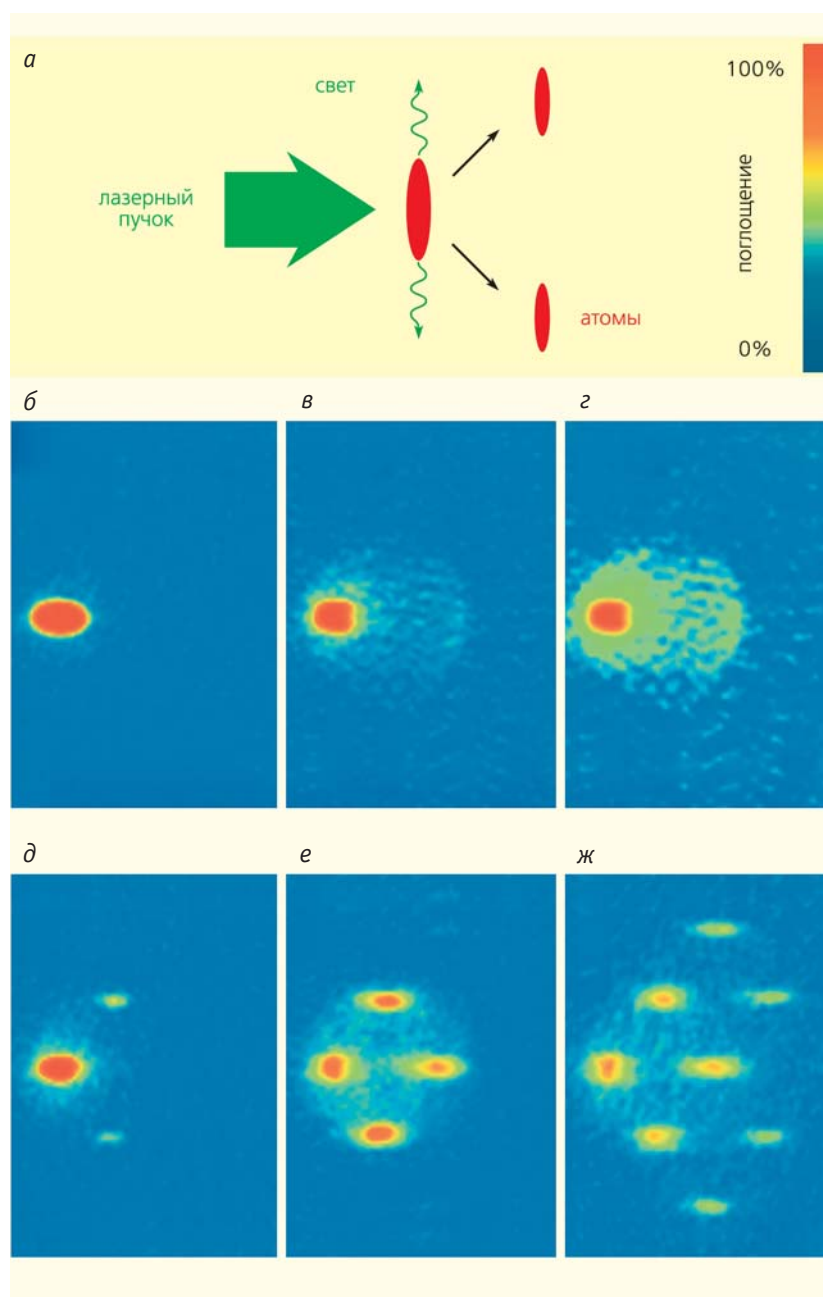 а
свет
100%
лазерный
пучок
поглощение
атомы
0%
б
в
г
д
е
ж